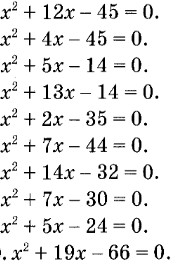 x² + 12x – 45 = 0.
x² + 4x – 45 = 0.
x² + 5x – 14 = 0.
x² + 13x – 14 = 0.
x² + 2x – 35 = 0.
x² + 7x – 44 = 0.
x² + 14x – 32 = 0.
x² + 7x – 30 = 0.
x² + 5x – 24 = 0.
. x² + 19x – 66 = 0.